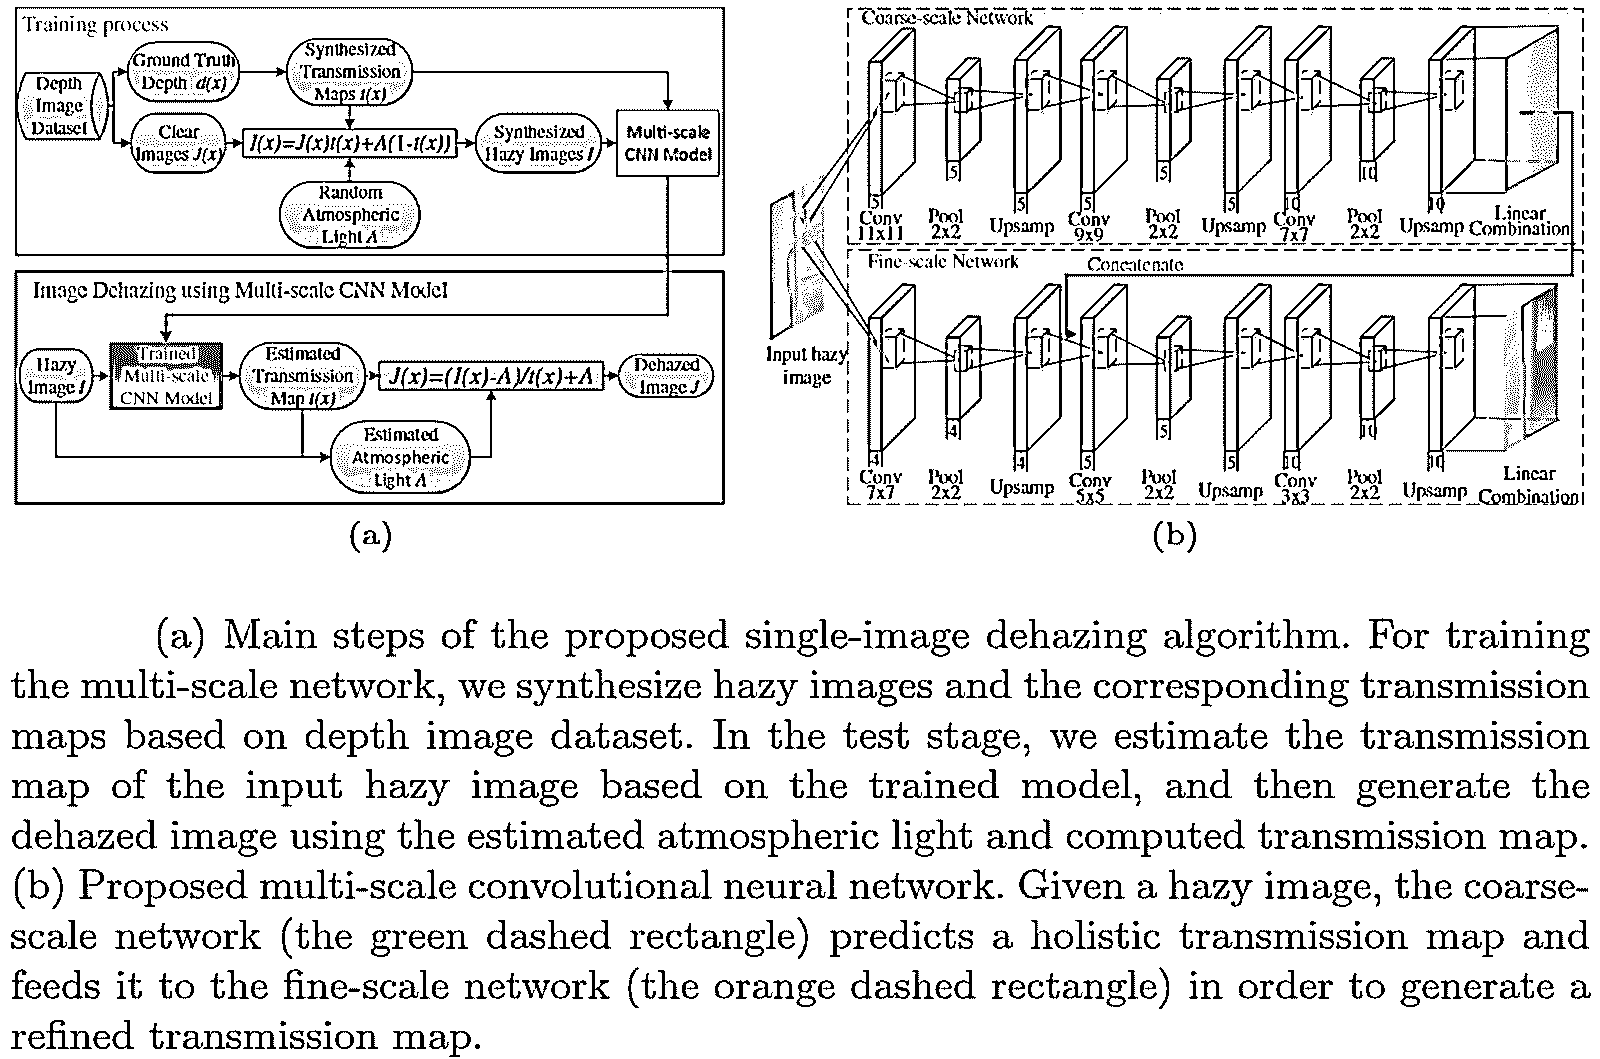 Training process
Depth
Image
Dataset
Ground Truth
Depth d(x)
Synthesized
Transmission
Maps t(x)
Clear
Images J(x)
I(x)=J(x)t(x)+A(1-t(x))
Synthesized
Hazy Images I
Multi-scale
CNN Model
Random
Atmospheric
Light A
Image Dehazing using Multi-scale CNN Model
Hazy
Image I
Trained
Multi-scale
CNN Model
Estimated
Transmission
Map t(x)
J(x)=(I(x)-A)/t(x)+A
Dehazed
Image J
Estimated
Atmospheric
Light A
(a)
Coarse-scale Network
5 5 5 5 5 5 10 10 10
Conv 11x11
Pool 2x2
Upsamp
Conv 9x9
Pool 2x2
Upsamp
Conv 7x7
Pool 2x2
Upsamp
Linear
Combination
Input hazy
image
Fine-scale Network
Concatenate
4 4 4 5 5 5 10 10 10
Conv 7x7
Pool 2x2
Upsamp
Conv 5x5
Pool 2x2
Upsamp
Conv 3x3
Pool 2x2
Upsamp
Linear
Combination
(b)
(a) Main steps of the proposed single-image dehazing algorithm. For training
the multi-scale network, we synthesize hazy images and the corresponding transmission
maps based on depth image dataset. In the test stage, we estimate the transmission
map of the input hazy image based on the trained model, and then generate the
dehazed image using the estimated atmospheric light and computed transmission map.
(b) Proposed multi-scale convolutional neural network. Given a hazy image, the coarse-
scale network (the green dashed rectangle) predicts a holistic transmission map and
feeds it to the fine-scale network (the orange dashed rectangle) in order to generate a
refined transmission map.